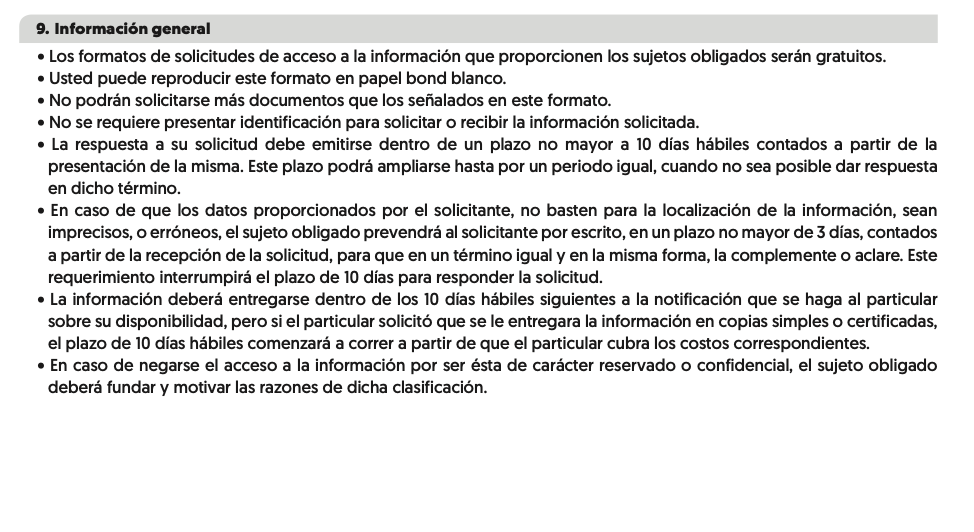 9. Información general
• Los formatos de solicitudes de acceso a la información que proporcionen los sujetos obligados serán gratuitos.
• Usted puede reproducir este formato en papel bond blanco.
• No podrán solicitarse más documentos que los señalados en este formato.
• No se requiere presentar identificación para solicitar o recibir la información solicitada.
• La respuesta a su solicitud debe emitirse dentro de un plazo no mayor a 10 días hábiles contados a partir de la
presentación de la misma. Este plazo podrá ampliarse hasta por un periodo igual, cuando no sea posible dar respuesta
en dicho término.
• En caso de que los datos proporcionados por el solicitante, no basten para la localización de la información, sean
imprecisos, o erróneos, el sujeto obligado prevendrá al solicitante por escrito, en un plazo no mayor de 3 días, contados
a partir de la recepción de la solicitud, para que en un término igual y en la misma forma, la complemente o aclare. Este
requerimiento interrumpirá el plazo de 10 días para responder la solicitud.
• La información deberá entregarse dentro de los 10 días hábiles siguientes a la notificación que se haga al particular
sobre su disponibilidad, pero si el particular solicitó que se le entregara la información en copias simples o certificadas,
el plazo de 10 días hábiles comenzará a correr a partir de que el particular cubra los costos correspondientes.
• En caso de negarse el acceso a la información por ser ésta de carácter reservado o confidencial, el sujeto obligado
deberá fundar y motivar las razones de dicha clasificación.